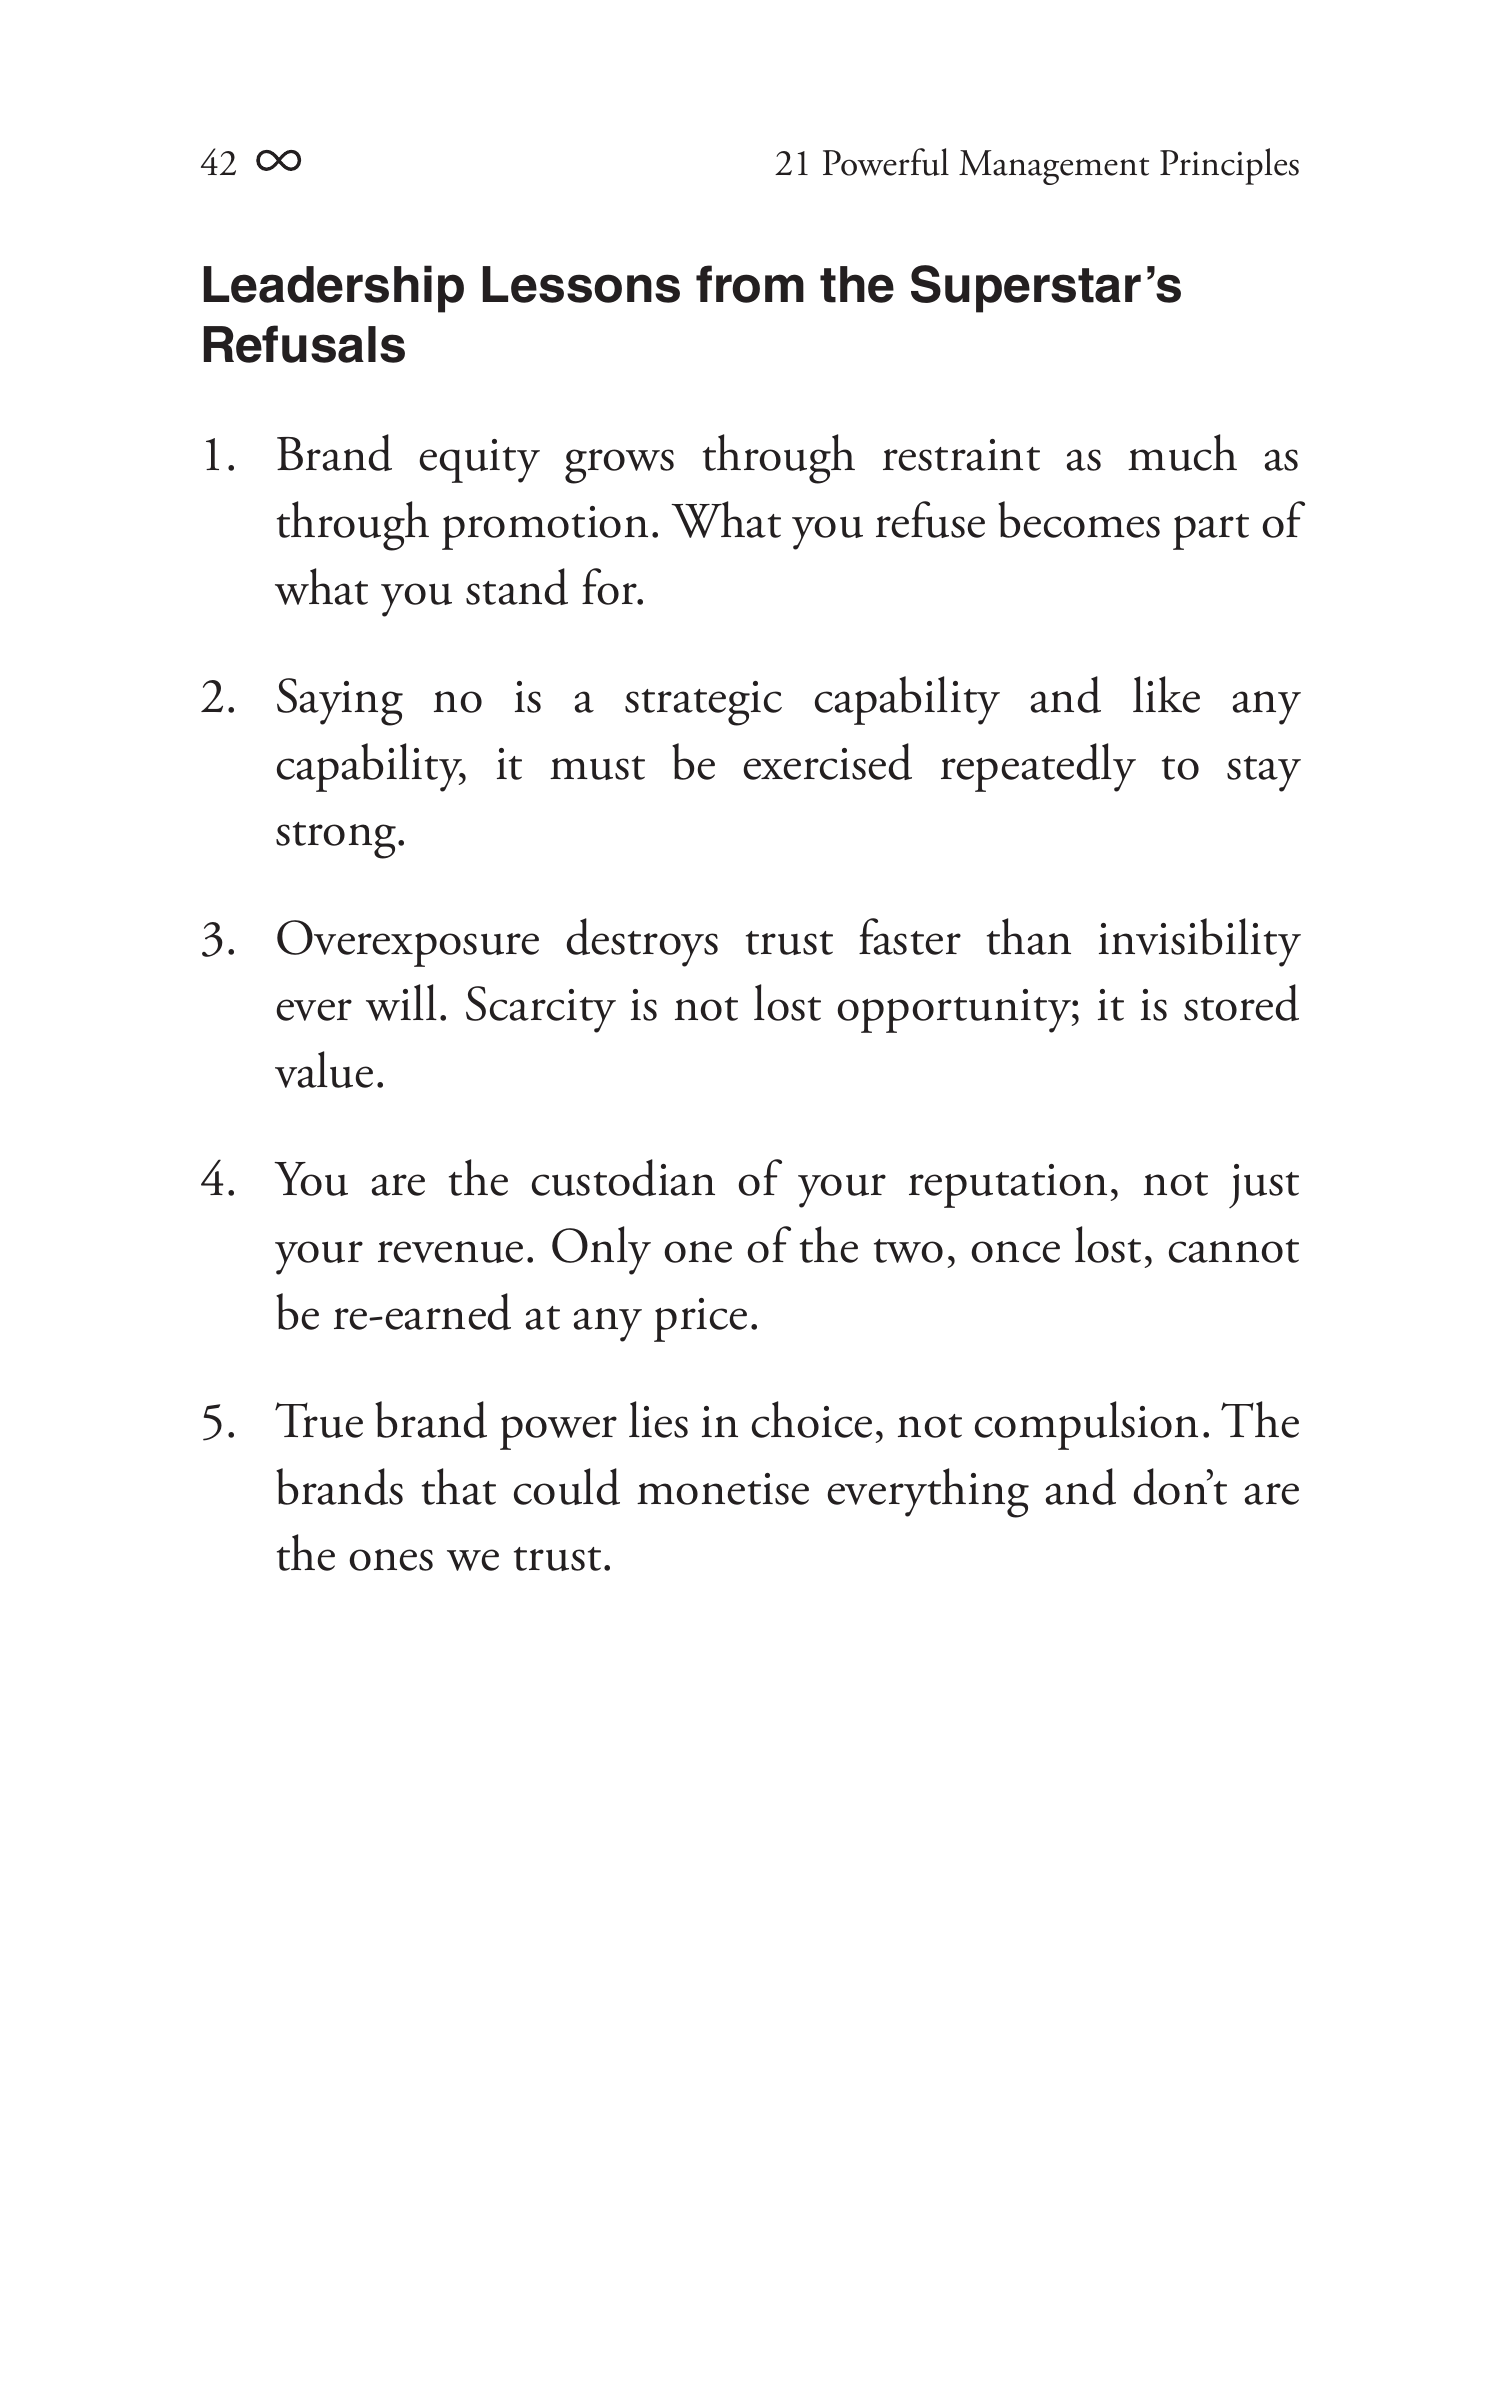 42 ∞ 21 Powerful Management Principles
Leadership Lessons from the Superstar’s
Refusals
1. Brand equity grows through restraint as much as
through promotion. What you refuse becomes part of
what you stand for.
2. Saying no is a strategic capability and like any
capability, it must be exercised repeatedly to stay
strong.
3. Overexposure destroys trust faster than invisibility
ever will. Scarcity is not lost opportunity; it is stored
value.
4. You are the custodian of your reputation, not just
your revenue. Only one of the two, once lost, cannot
be re-earned at any price.
5. True brand power lies in choice, not compulsion. The
brands that could monetise everything and don’t are
the ones we trust.